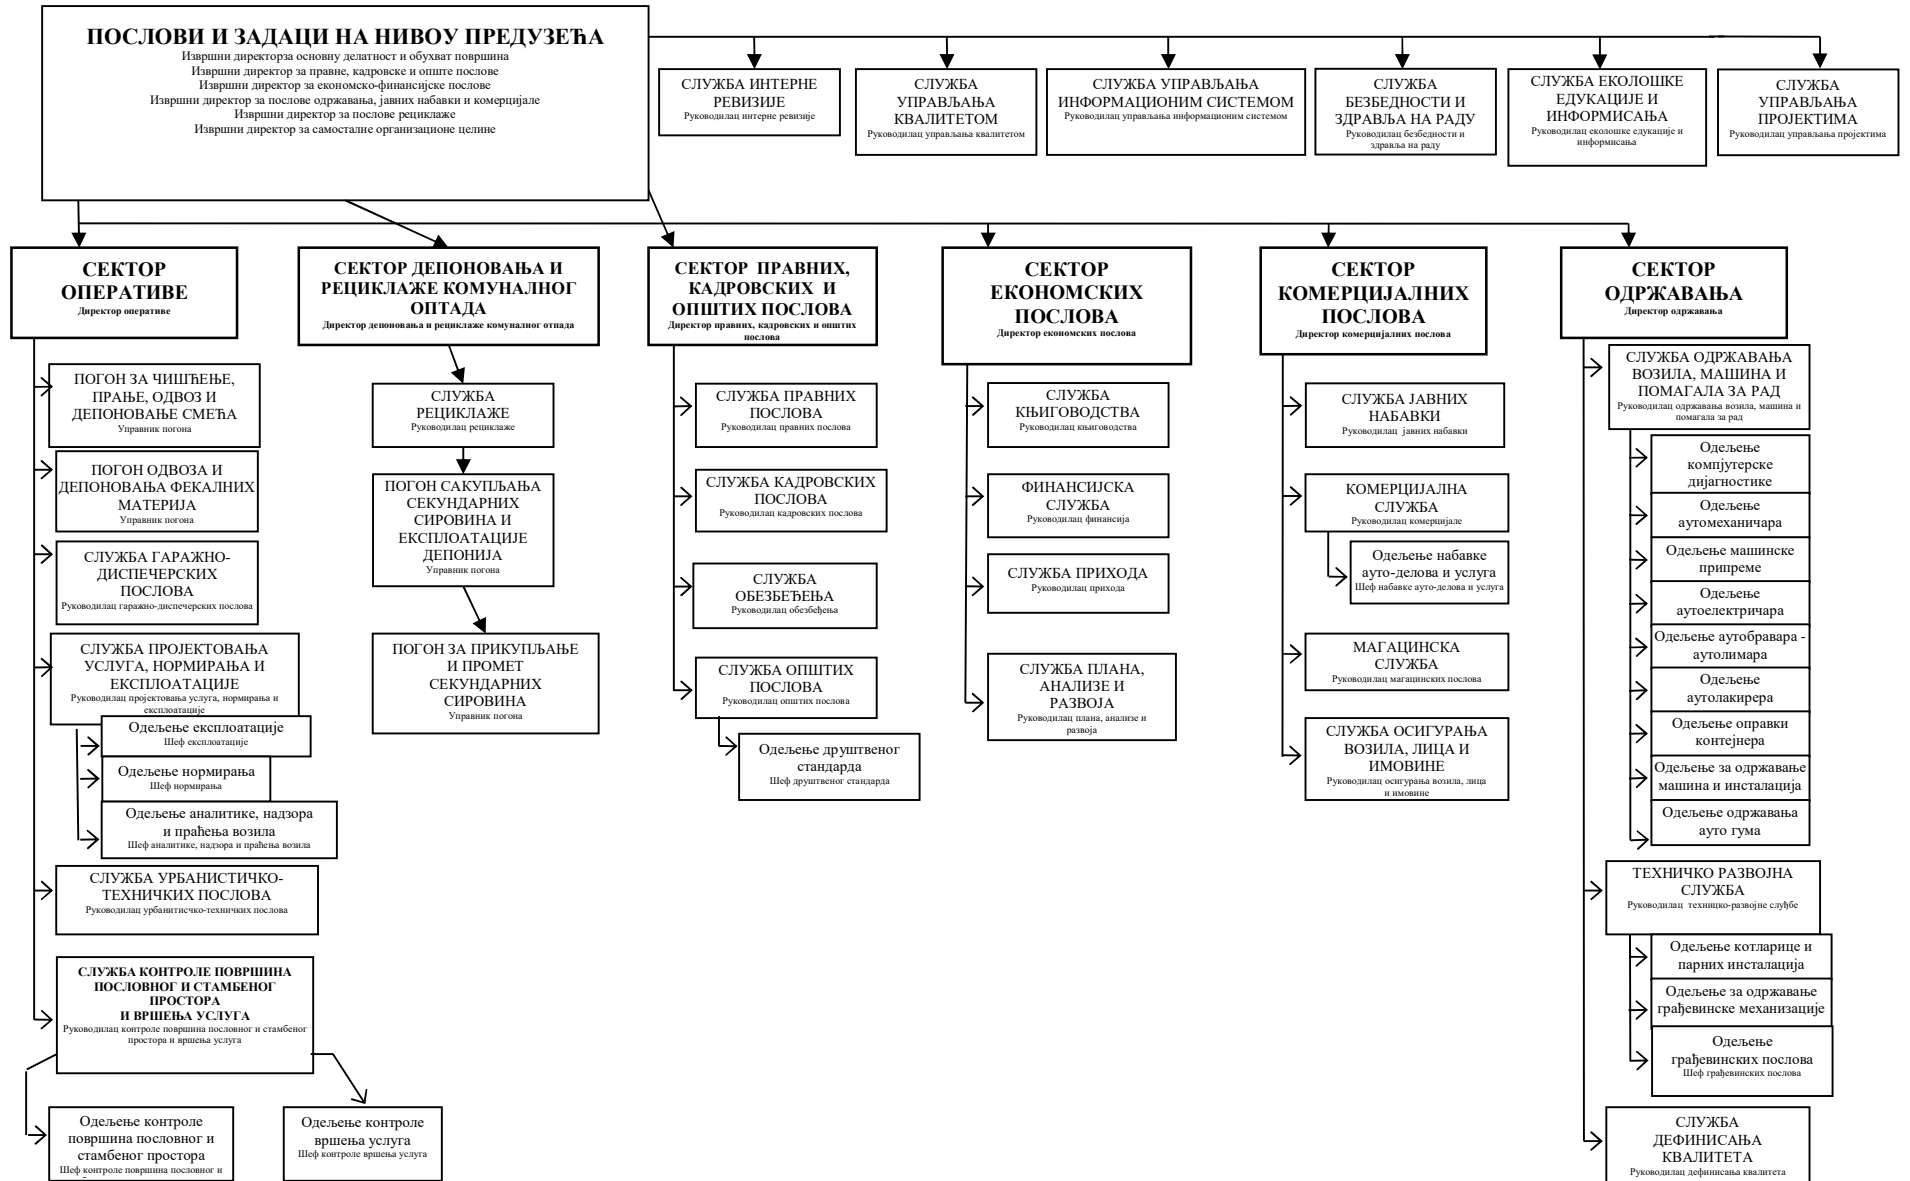 ПОСЛОВИ И ЗАДАЦИ НА НИВОУ ПРЕДУЗЕЋА
Извршни директорза основну делатност и обухват површина
Извршни директор за правне, кадровске и опште послове
Извршни директор за економско-финансијске послове
Извршни директор за послове одржавања, јавних набавки и комерцијале
Извршни директор за послове рециклаже
Извршни директор за самосталне организационе целине
СЛУЖБА ИНТЕРНЕ
РЕВИЗИЈЕ
Руководилац интерне ревизије
СЛУЖБА
УПРАВЉАЊА
КВАЛИТЕТОМ
Руководилац управљања квалитетом
СЛУЖБА УПРАВЉАЊА
ИНФОРМАЦИОНИМ СИСТЕМОМ
Руководилац управљања информационим системом
СЛУЖБА
БЕЗБЕДНОСТИ И
ЗДРАВЉА НА РАДУ
Руководилац безбедности и
здравља на раду
СЛУЖБА ЕКОЛОШКЕ
ЕДУКАЦИЈЕ И
ИНФОРМИСАЊА
Руководилац еколошке едукације и
информисања
СЛУЖБА
УПРАВЉАЊА
ПРОЈЕКТИМА
Руководилац управљања пројектима
СЕКТОР
ОПЕРАТИВЕ
Директор оперативе
ПОГОН ЗА ЧИШЋЕЊЕ,
ПРАЊЕ, ОДВОЗ И
ДЕПОНОВАЊЕ СМЕЋА
Управник погона
ПОГОН ОДВОЗА И
ДЕПОНОВАЊА ФЕКАЛНИХ
МАТЕРИЈА
Управник погона
СЛУЖБА ГАРАЖНО-
ДИСПЕЧЕРСКИХ
ПОСЛОВА
Руководилац гаражно-диспечерских послова
СЛУЖБА ПРОЈЕКТОВАЊА
УСЛУГА, НОРМИРАЊА И
ЕКСПЛОАТАЦИЈЕ
Руководилац пројектовања услуга, нормирања и
експлоатације
Одељење експлоатације
Шеф експлоатације
Одељење нормирања
Шеф нормирања
Одељење аналитике, надзора
и праћења возила
Шеф аналитике, надзора и праћења возила
СЛУЖБА УРБАНИСТИЧКО-
ТЕХНИЧКИХ ПОСЛОВА
Руководилац урбанитисчко-техничких послова
СЛУЖБА КОНТРОЛЕ ПОВРШИНА
ПОСЛОВНОГ И СТАМБЕНОГ
ПРОСТОРА
И ВРШЕЊА УСЛУГА
Руководилац контроле површина пословног и стамбеног
простора и вршења услуга
Одељење контроле
површина пословног и
стамбеног простора
Шеф контроле површина пословног и
Одељење контроле
вршења услуга
Шеф контроле вршења услуга
СЕКТОР ДЕПОНОВАЊА И
РЕЦИКЛАЖЕ КОМУНАЛНОГ
ОПТАДА
Директор депоновања и рециклаже комуналног отпада
СЛУЖБА
РЕЦИКЛАЖЕ
Руководилац рециклаже
ПОГОН САКУПЉАЊА
СЕКУНДАРНИХ
СИРОВИНА И
ЕКСПЛОАТАЦИЈЕ
ДЕПОНИЈА
Управник погона
ПОГОН ЗА ПРИКУПЉАЊЕ
И ПРОМЕТ
СЕКУНДАРНИХ
СИРОВИНА
Управник погона
СЕКТОР ПРАВНИХ,
КАДРОВСКИХ И
ОПШТИХ ПОСЛОВА
Директор правних, кадровских и општих
послова
СЛУЖБА ПРАВНИХ
ПОСЛОВА
Руководилац правних послова
СЛУЖБА КАДРОВСКИХ
ПОСЛОВА
Руководилац кадровских послова
СЛУЖБА
ОБЕЗБЕЂЕЊА
Руководилац обезбеђења
СЛУЖБА ОПШТИХ
ПОСЛОВА
Руководилац општих послова
Одељење друштвеног
стандарда
Шеф друштвеног стандарда
СЕКТОР
ЕКОНОМСКИХ
ПОСЛОВА
Директор економских послова
СЛУЖБА
КЊИГОВОДСТВА
Руководилац књиговодства
ФИНАНСИЈСКА
СЛУЖБА
Руководилац финансија
СЛУЖБА ПРИХОДА
Руководилац прихода
СЛУЖБА ПЛАНА,
АНАЛИЗЕ И
РАЗВОЈА
Руководилац плана, анализе и
развоја
СЕКТОР
КОМЕРЦИЈАЛНИХ
ПОСЛОВА
Директор комерцијалних послова
СЛУЖБА ЈАВНИХ
НАБАВКИ
Руководилац јавних набавки
КОМЕРЦИЈАЛНА
СЛУЖБА
Руководилац комерцијале
Одељење набавке
ауто-делова и услуга
Шеф набавке ауто-делова и услуга
МАГАЦИНСКА
СЛУЖБА
Руководилац магацинских послова
СЛУЖБА ОСИГУРАЊА
ВОЗИЛА, ЛИЦА И
ИМОВИНЕ
Руководилац осигурања возила, лица
и имовине
СЕКТОР
ОДРЖАВАЊА
Директор одржавања
СЛУЖБА ОДРЖАВАЊА
ВОЗИЛА, МАШИНА И
ПОМАГАЛА ЗА РАД
Руководилац одржавања возила, машина и
помагала за рад
Одељење
компјутерске
дијагностике
Одељење
аутомеханичара
Одељење машинске
припреме
Одељење
аутоелектричара
Одељење аутобравара -
аутолимара
Одељење
аутолакирера
Одељење оправки
контејнера
Одељење за одржавање
машина и инсталација
Одељење одржавања
ауто гума
ТЕХНИЧКО РАЗВОЈНА
СЛУЖБА
Руководилац техницко-развојне службе
Одељење котларице и
парних инсталација
Одељење за одржавање
грађевинске механизације
Одељење
грађевинских послова
Шеф грађевинских послова
СЛУЖБА
ДЕФИНИСАЊА
КВАЛИТЕТА
Руководилац дефинисања квалитета